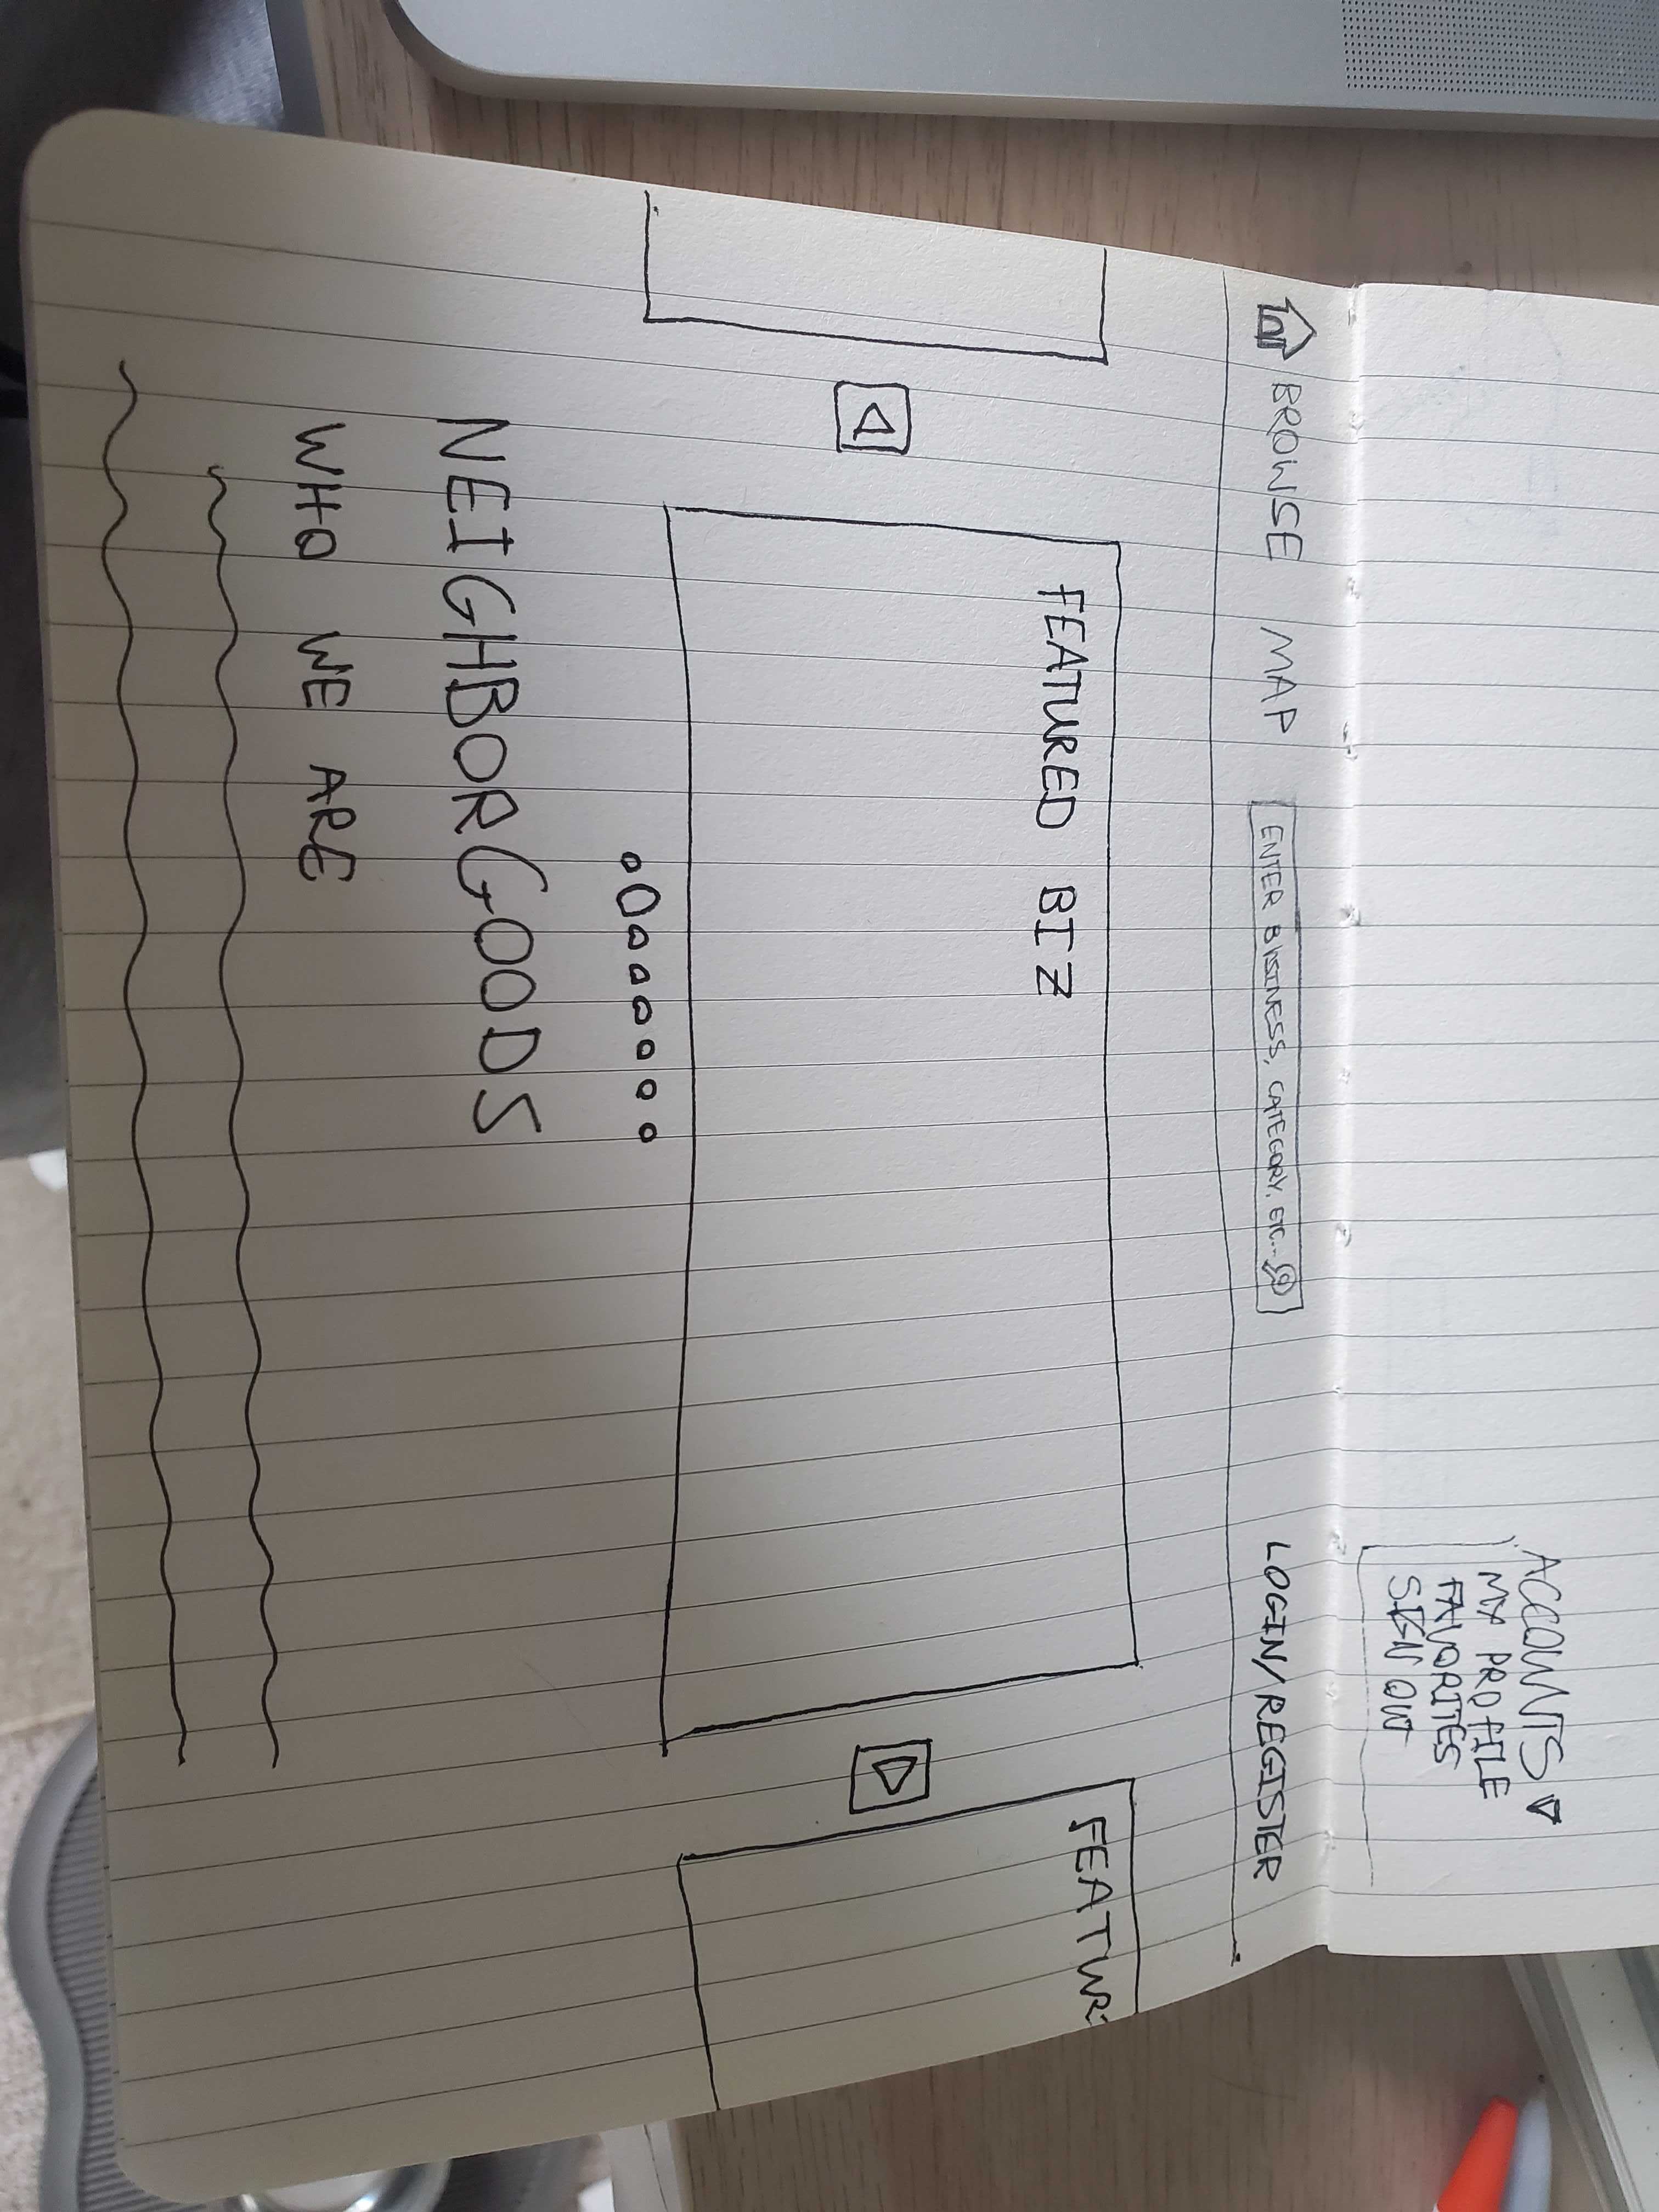 ACCOUNTS
MY PROFILE
FAVORITES
SIGN OUT
BROWSE MAP ENTER BUSINESS, CATEGORY, ETC... LOGIN/REGISTER
FEATURED BIZ
FEATUR
NEIGHBORGOODS
WHO WE ARE